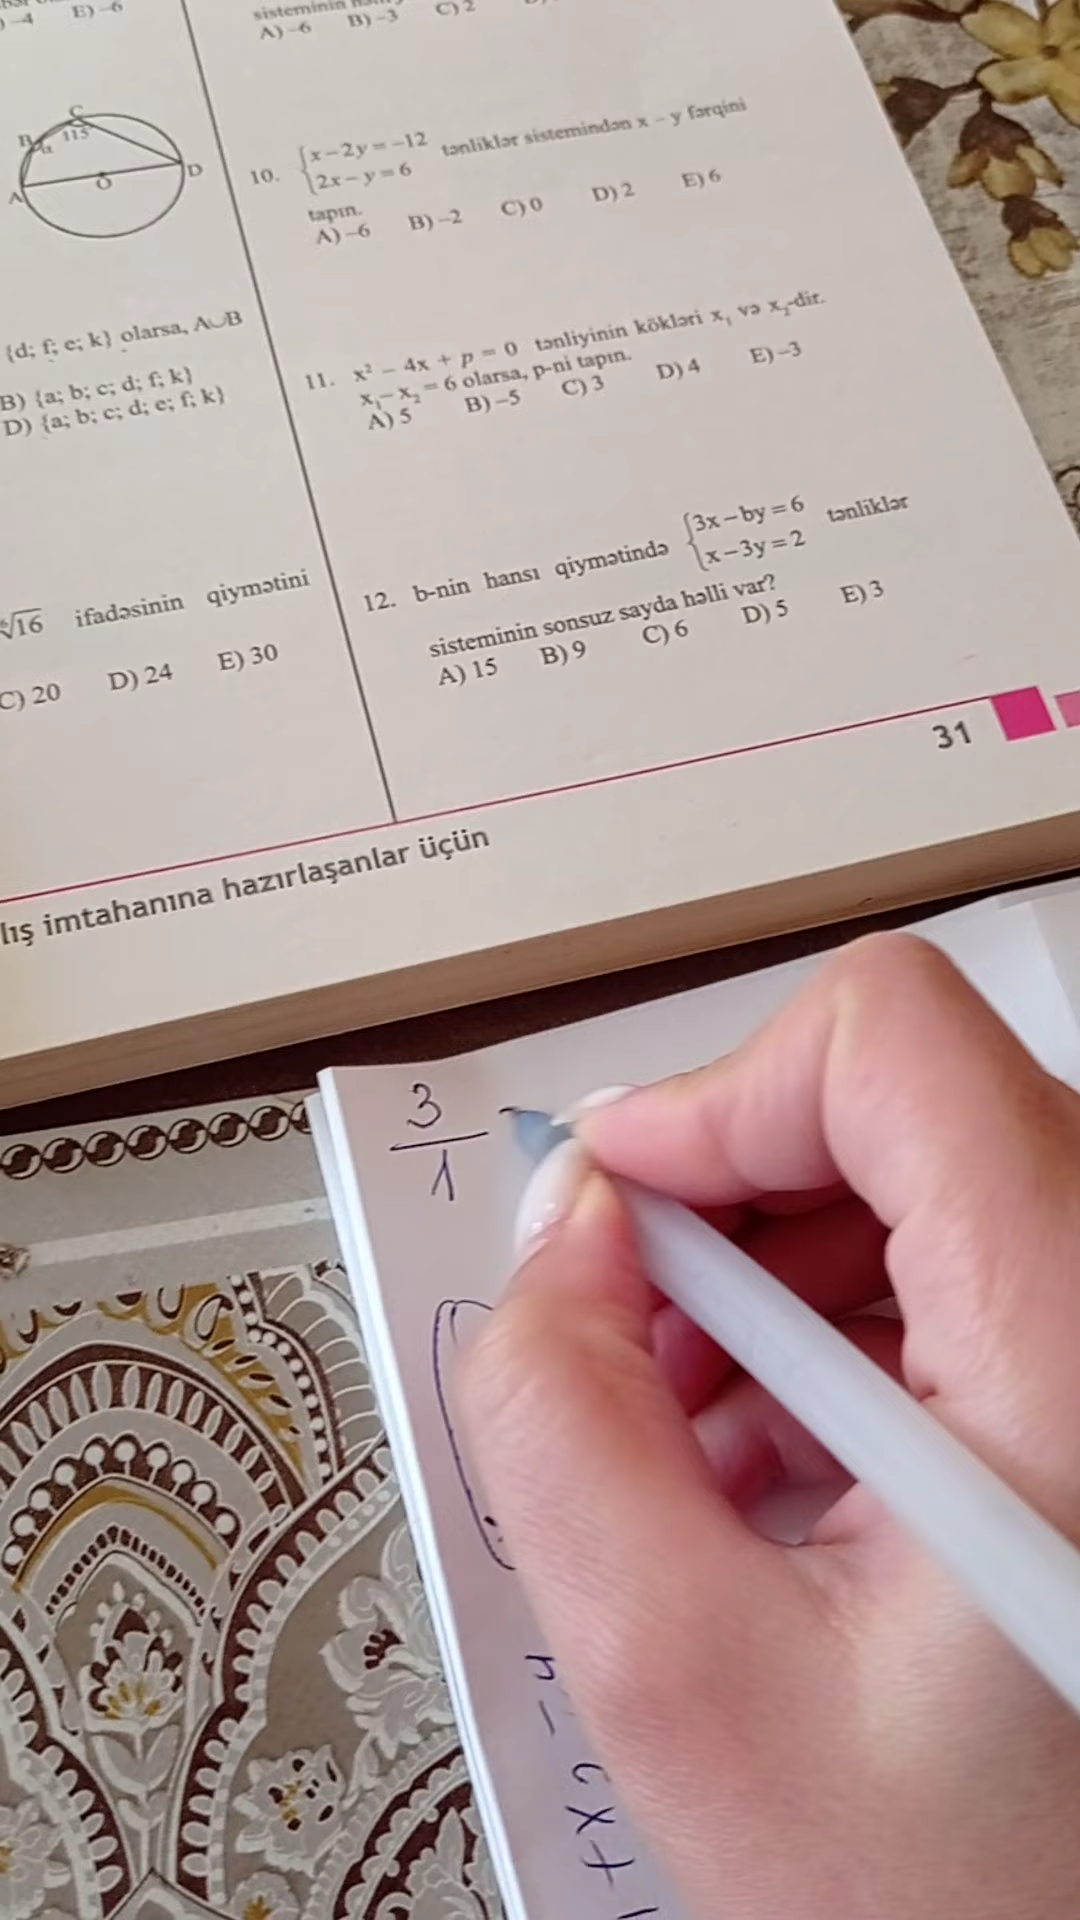 E) -6
A) -6 B) -3 C) 2
C
B
115
α
A
O
D
{d; f; e; k} olarsa, A∪B
B) {a; b; c; d; f; k}
D) {a; b; c; d; e; f; k}
√16 ifadəsinin qiymətini
C) 20 D) 24 E) 30
10. {x − 2y = −12
2x − y = 6 tənliklər sistemindən x − y fərqini
tapın.
A) −6 B) −2 C) 0 D) 2 E) 6
11. x² − 4x + p = 0 tənliyinin kökləri x₁ və x₂-dir.
x₁ − x₂ = 6 olarsa, p-ni tapın.
A) 5 B) −5 C) 3 D) 4 E) −3
12. b-nin hansı qiymətində {3x − by = 6
x − 3y = 2 tənliklər
sisteminin sonsuz sayda həlli var?
A) 15 B) 9 C) 6 D) 5 E) 3
31
lış imtahanına hazırlaşanlar üçün
3
1